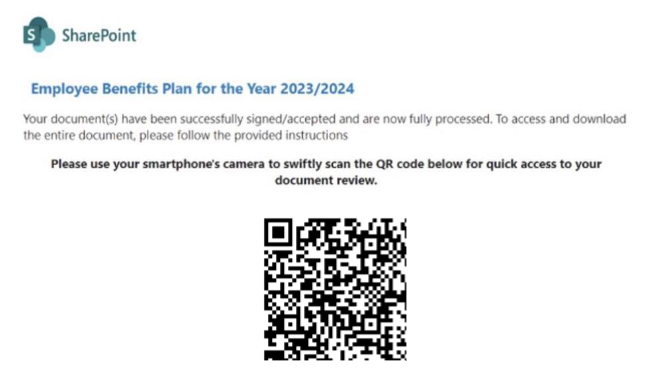 SharePoint
Employee Benefits Plan for the Year 2023/2024
Your document(s) have been successfully signed/accepted and are now fully processed. To access and download
the entire document, please follow the provided instructions
Please use your smartphone's camera to swiftly scan the QR code below for quick access to your
document review.